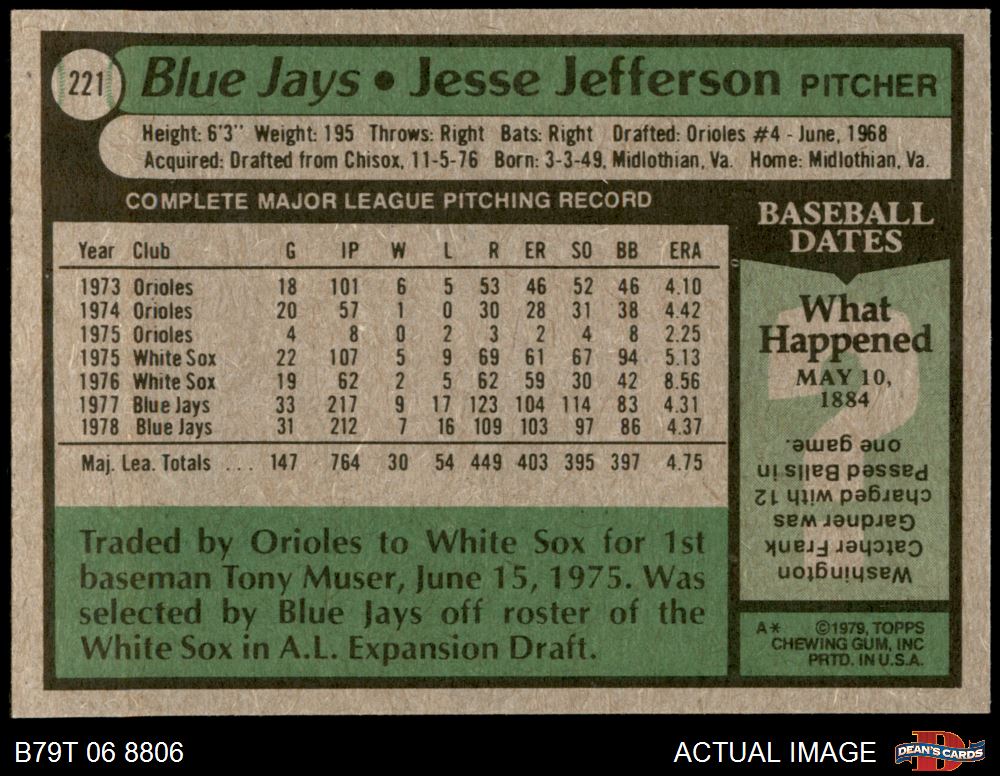 221 Blue Jays • Jesse Jefferson PITCHER
Height: 6'3" Weight: 195 Throws: Right Bats: Right Drafted: Orioles #4 - June, 1968
Acquired: Drafted from Chisox, 11-5-76 Born: 3-3-49, Midlothian, Va. Home: Midlothian, Va.
COMPLETE MAJOR LEAGUE PITCHING RECORD
Year Club G IP W L R ER SO BB ERA
1973 Orioles 18 101 6 5 53 46 52 46 4.10
1974 Orioles 20 57 1 0 30 28 31 38 4.42
1975 Orioles 4 8 0 2 3 2 4 8 2.25
1975 White Sox 22 107 5 9 69 61 67 94 5.13
1976 White Sox 19 62 2 5 62 59 30 42 8.56
1977 Blue Jays 33 217 9 17 123 104 114 83 4.31
1978 Blue Jays 31 212 7 16 109 103 97 86 4.37
Maj. Lea. Totals ... 147 764 30 54 449 403 395 397 4.75
Traded by Orioles to White Sox for 1st
baseman Tony Muser, June 15, 1975. Was
selected by Blue Jays off roster of the
White Sox in A.L. Expansion Draft.
BASEBALL
DATES
What
Happened
MAY 10,
1884
Washington
Catcher Frank
Gardner was
charged with 12
Passed Balls in
one game.
A* ©1979, TOPPS
CHEWING GUM, INC
PRTD. IN U.S.A.
B79T 06 8806
ACTUAL IMAGE
DEAN'S CARDS